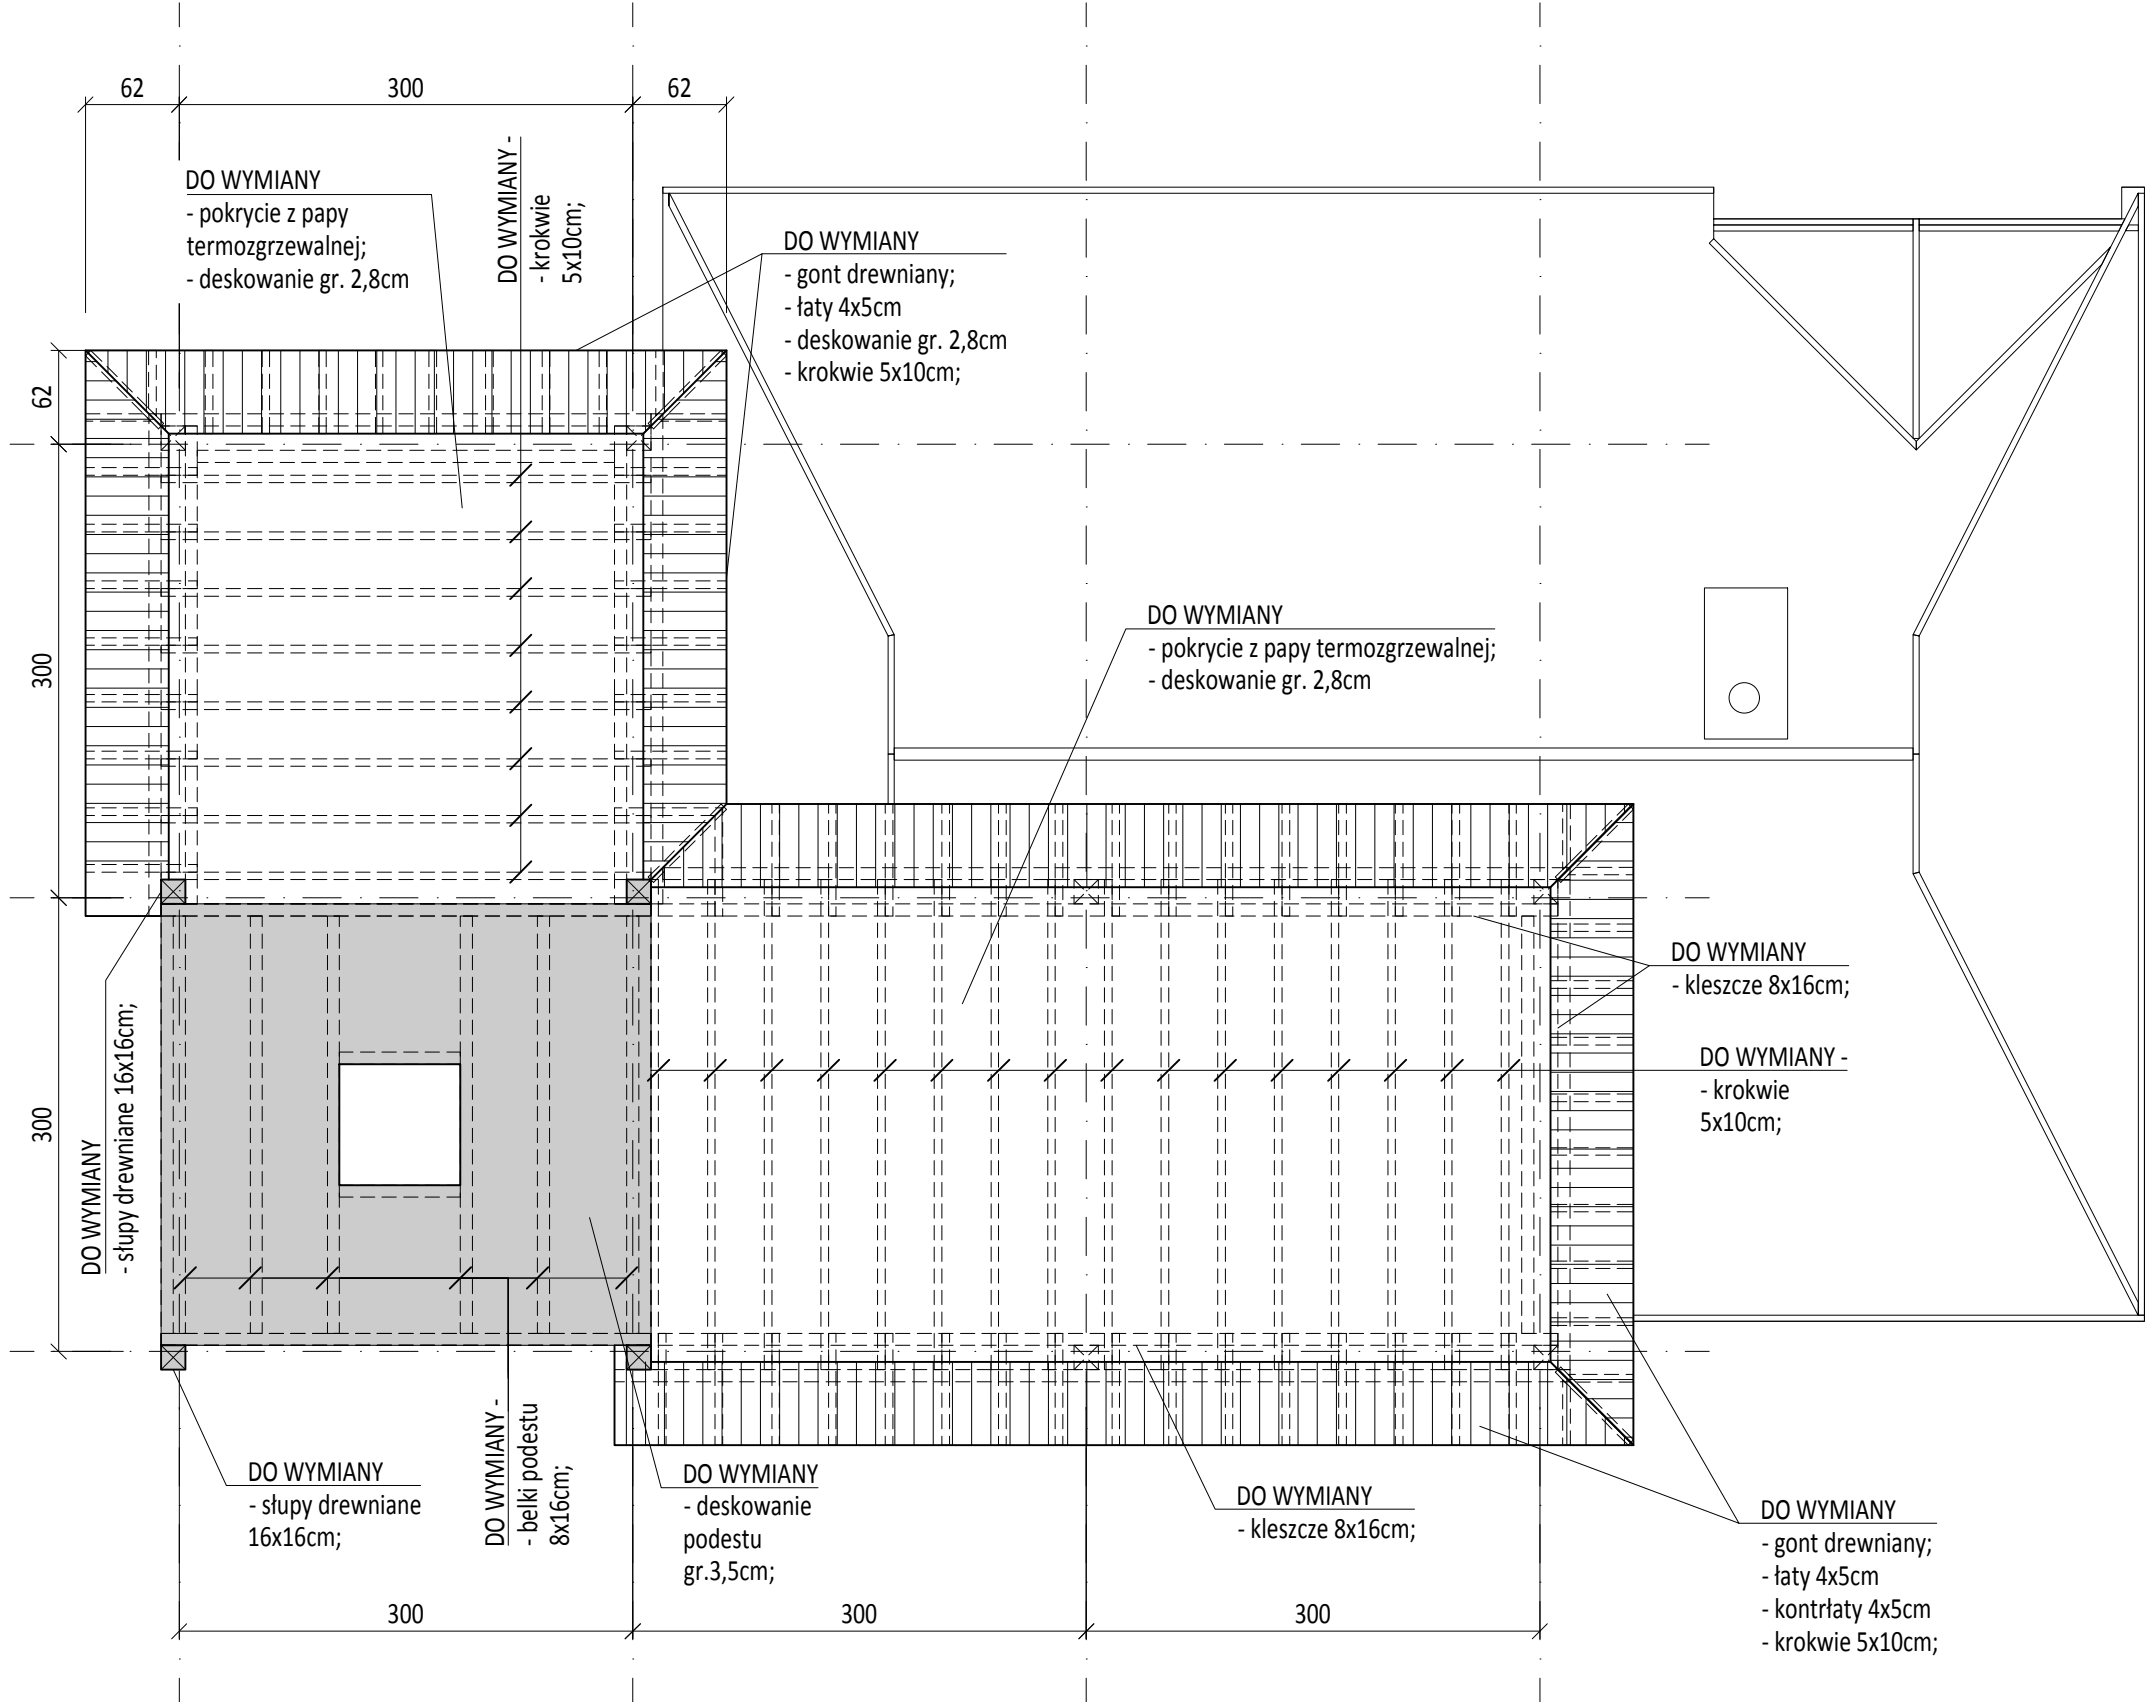 62
300
62
DO WYMIANY
- pokrycie z papy
termozgrzewalnej;
- deskowanie gr. 2,8cm
DO WYMIANY -
- krokwie
5x10cm;
DO WYMIANY
- gont drewniany;
- łaty 4x5cm
- deskowanie gr. 2,8cm
- krokwie 5x10cm;
62
300
300
DO WYMIANY
- pokrycie z papy termozgrzewalnej;
- deskowanie gr. 2,8cm
DO WYMIANY
- kleszcze 8x16cm;
DO WYMIANY -
- krokwie
5x10cm;
DO WYMIANY
- słupy drewniane 16x16cm;
DO WYMIANY
- słupy drewniane
16x16cm;
DO WYMIANY -
- belki podestu
8x16cm;
DO WYMIANY
- deskowanie
podestu
gr.3,5cm;
DO WYMIANY
- kleszcze 8x16cm;
DO WYMIANY
- gont drewniany;
- łaty 4x5cm
- kontrłaty 4x5cm
- krokwie 5x10cm;
300
300
300